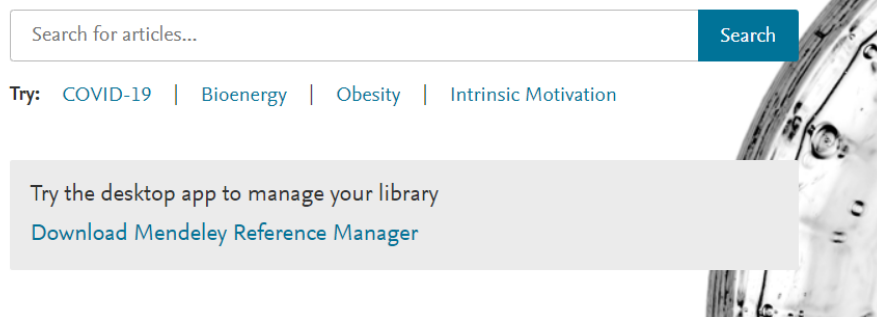 Search for articles... Search
Try: COVID-19 | Bioenergy | Obesity | Intrinsic Motivation
Try the desktop app to manage your library
Download Mendeley Reference Manager